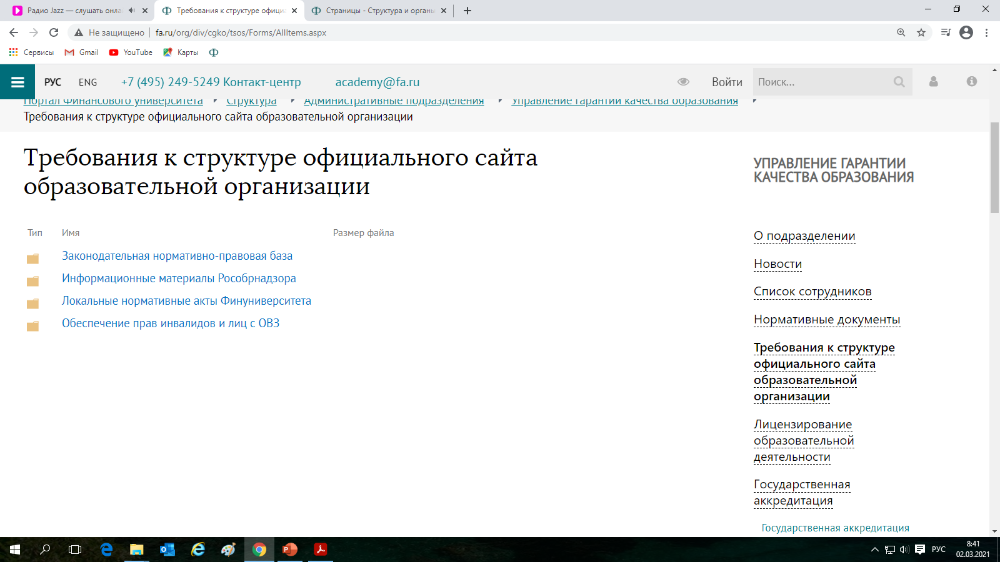 Радио Jazz — слушать онла
Требования к структуре официа
Страницы - Структура и органы
Не защищено
fa.ru/org/div/cgko/tsos/Forms/AllItems.aspx
Сервисы
Gmail
YouTube
Карты
РУС
ENG
+7 (495) 249-5249 Контакт-центр
academy@fa.ru
Войти
Поиск...
Портал Финансового университета
Структура
Административные подразделения
Управление гарантии качества образования
Требования к структуре официального сайта образовательной организации
Требования к структуре официального сайта
образовательной организации
Тип
Имя
Размер файла
Законодательная нормативно-правовая база
Информационные материалы Рособрнадзора
Локальные нормативные акты Финуниверситета
Обеспечение прав инвалидов и лиц с ОВЗ
УПРАВЛЕНИЕ ГАРАНТИИ
КАЧЕСТВА ОБРАЗОВАНИЯ
О подразделении
Новости
Список сотрудников
Нормативные документы
Требования к структуре
официального сайта
образовательной
организации
Лицензирование
образовательной
деятельности
Государственная
аккредитация
Государственная аккредитация
РУС
8:41
02.03.2021